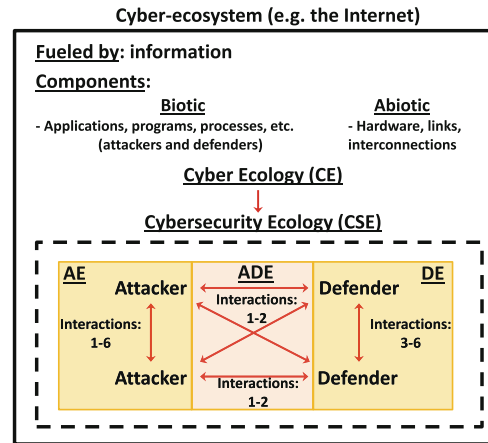 Cyber-ecosystem (e.g. the Internet)
Fueled by: information
Components:
Biotic
- Applications, programs, processes, etc.
(attackers and defenders)
Abiotic
- Hardware, links,
interconnections
Cyber Ecology (CE)
Cybersecurity Ecology (CSE)
AE
ADE
DE
Attacker
Defender
Interactions:
1-6
Interactions:
1-2
Interactions:
3-6
Attacker
Defender
Interactions:
1-2